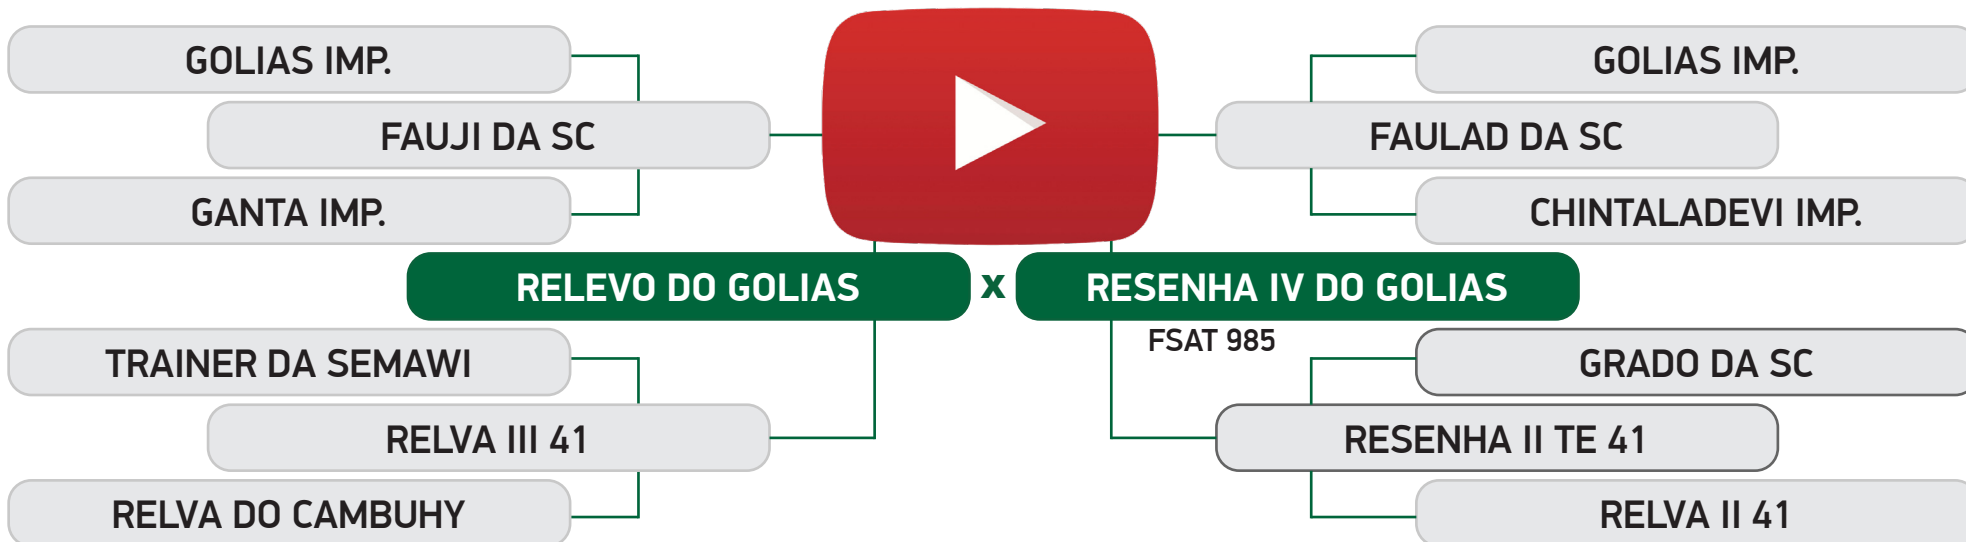 GOLIAS IMP.
GOLIAS IMP.
FAUJI DA SC
FAULAD DA SC
GANTA IMP.
CHINTALADEVI IMP.
RELEVO DO GOLIAS x RESENHA IV DO GOLIAS
FSAT 985
TRAINER DA SEMAWI
GRADO DA SC
RELVA III 41
RESENHA II TE 41
RELVA DO CAMBUHY
RELVA II 41